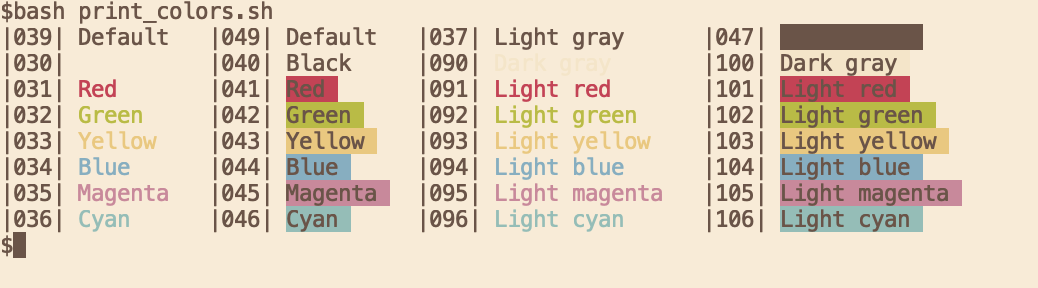 $bash print_colors.sh
|039| Default |049| Default |037| Light gray |047|
|030| |040| Black |090| Dark gray |100| Dark gray
|031| Red |041| Red |091| Light red |101| Light red
|032| Green |042| Green |092| Light green |102| Light green
|033| Yellow |043| Yellow |093| Light yellow |103| Light yellow
|034| Blue |044| Blue |094| Light blue |104| Light blue
|035| Magenta |045| Magenta |095| Light magenta |105| Light magenta
|036| Cyan |046| Cyan |096| Light cyan |106| Light cyan
$